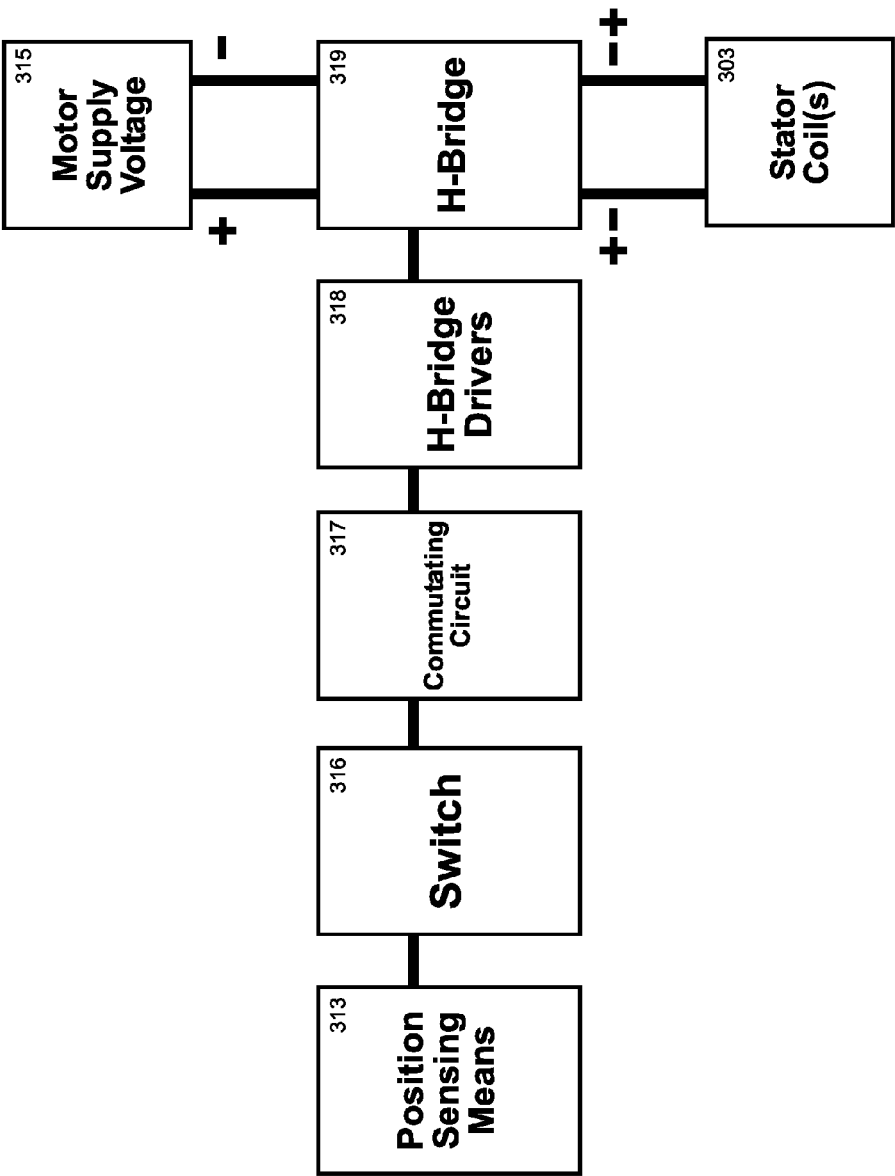 315
Motor
Supply
Voltage
+
-
313
Position
Sensing
Means
316
Switch
317
Commutating
Circuit
318
H-Bridge
Drivers
319
H-Bridge
+-
-+
303
Stator
Coil(s)